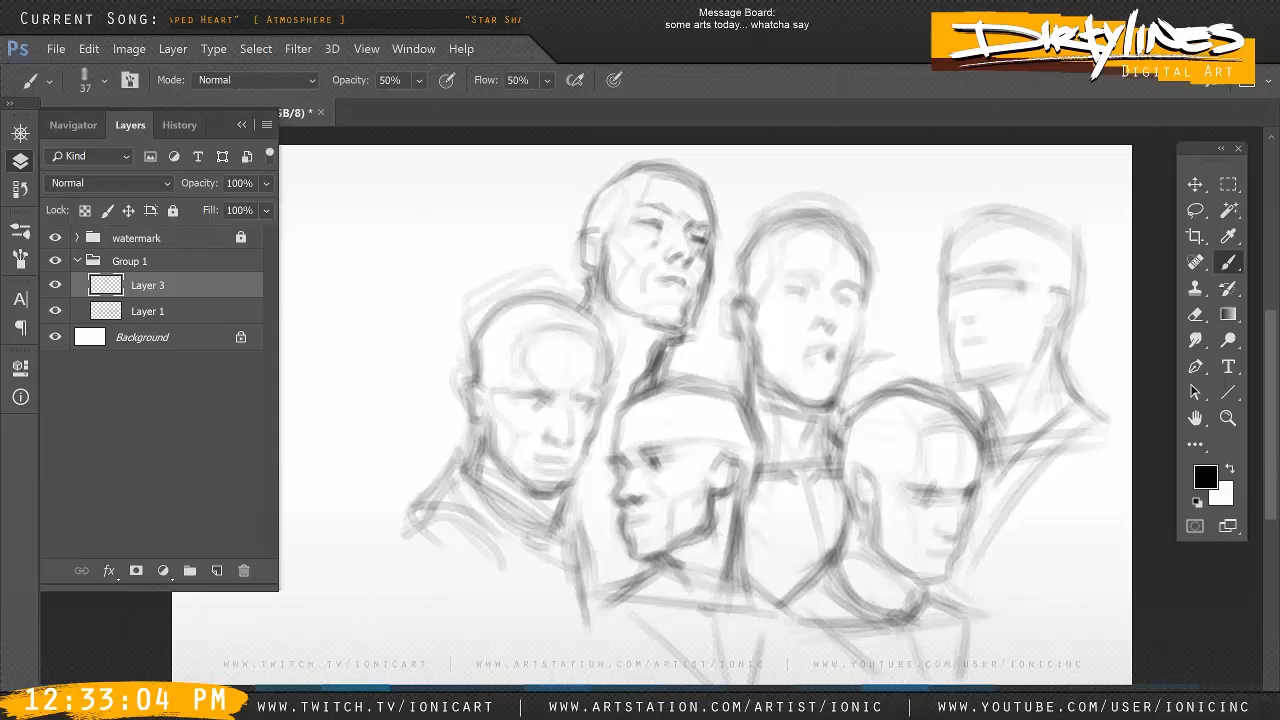 Current Song: APED HEART" [ ATMOSPHERE ] "STAR SHA
Message Board:
some arts today... whatcha say
DIRTYLINES
DIGITAL ART
Ps File Edit Image Layer Type Select Filter 3D View Window Help
37 Mode: Normal Opacity: 50% Flow: 50%
GB/8) * ×
Navigator Layers History
Kind
Normal Opacity: 100%
Lock: Fill: 100%
watermark
Group 1
Layer 3
Layer 1
Background
fx
WWW.TWITCH.TV/IONICART | WWW.ARTSTATION.COM/ARTIST/IONIC | WWW.YOUTUBE.COM/USER/IONICINC
12:33:04 PM WWW.TWITCH.TV/IONICART | WWW.ARTSTATION.COM/ARTIST/IONIC | WWW.YOUTUBE.COM/USER/IONICINC